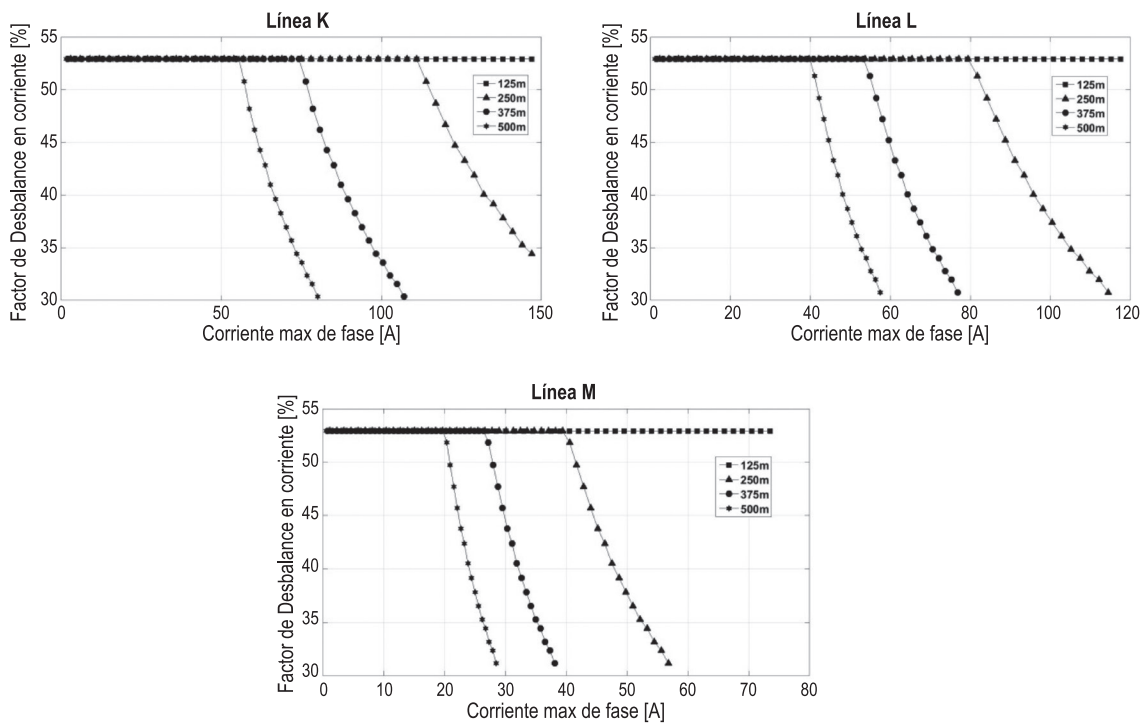 Línea K
Factor de Desbalance en corriente [%]
55
50
45
40
35
30
0
50
100
150
125m
250m
375m
500m
Corriente max de fase [A]
Línea L
Factor de Desbalance en corriente [%]
55
50
45
40
35
30
0
20
40
60
80
100
120
125m
250m
375m
500m
Corriente max de fase [A]
Línea M
Factor de Desbalance en corriente [%]
55
50
45
40
35
30
0
10
20
30
40
50
60
70
80
125m
250m
375m
500m
Corriente max de fase [A]